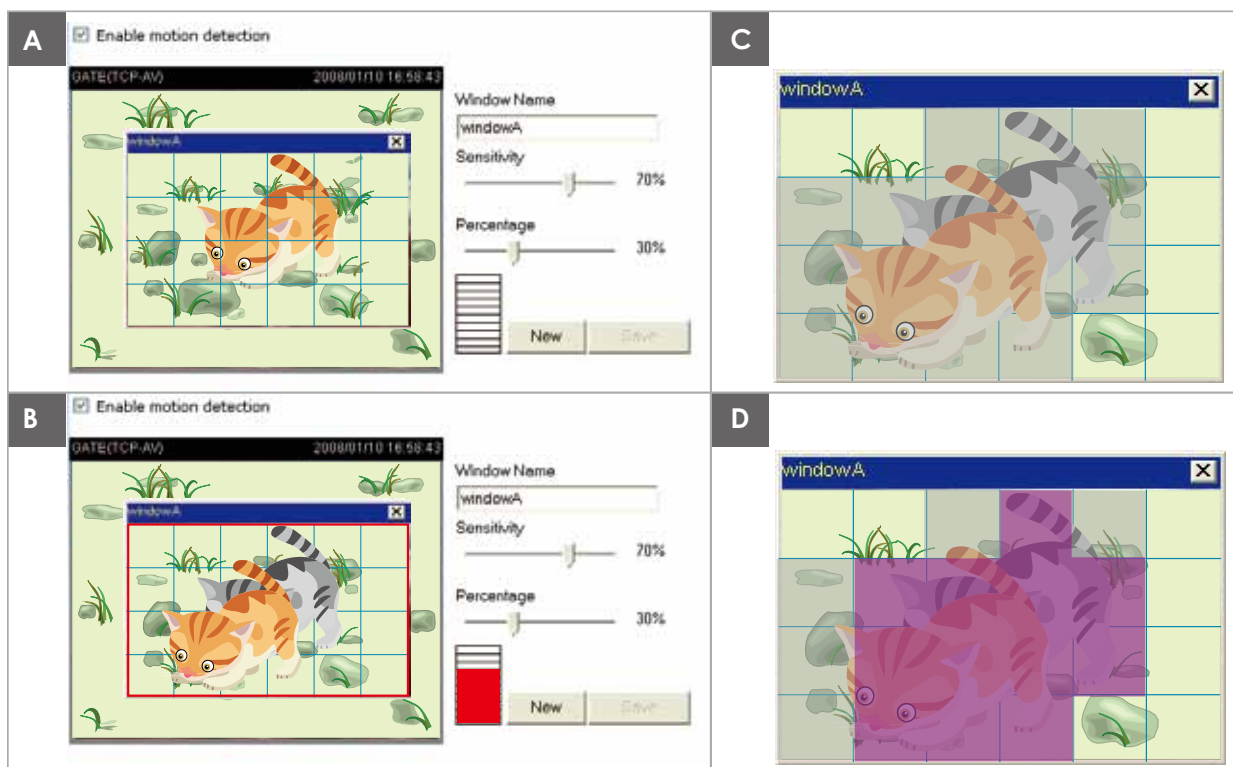 A
Enable motion detection
GATE(TCP-AV) 2008/01/10 16:58:43
windowA
Window Name
windowA
Sensitivity
70%
Percentage
30%
New Save
B
Enable motion detection
GATE(TCP-AV) 2008/01/10 16:58:43
windowA
Window Name
windowA
Sensitivity
70%
Percentage
30%
New Save
C
windowA
D
windowA